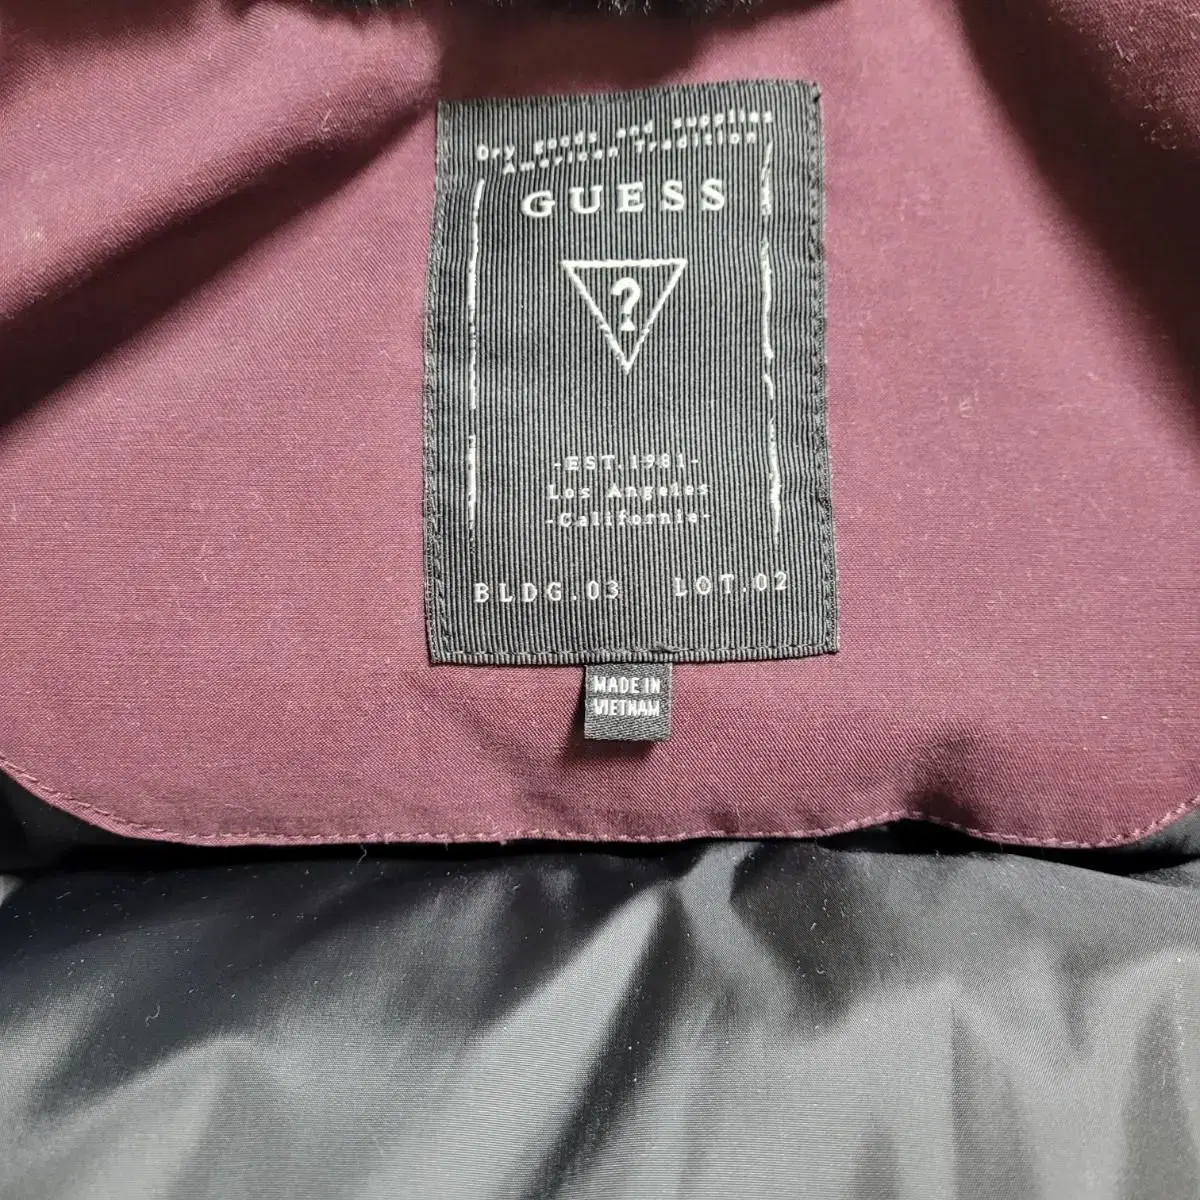 Dry goods and supplies
American Tradition
GUESS
?
-EST.1981-
Los Angeles
-California-
BLDG.03 LOT.02
MADE IN
VIETNAM